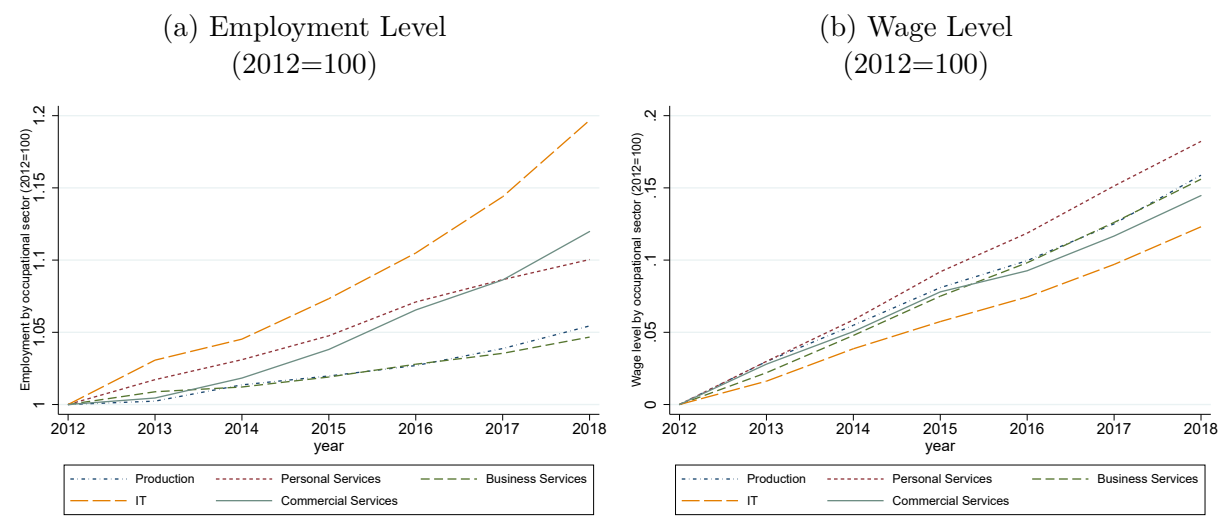 (a) Employment Level
(2012=100)
Employment by occupational sector (2012=100)
1.2
1.15
1.1
1.05
1
2012 2013 2014 2015 2016 2017 2018
year
Production Personal Services Business Services
IT Commercial Services
(b) Wage Level
(2012=100)
Wage level by occupational sector (2012=100)
.2
.15
.1
.05
0
2012 2013 2014 2015 2016 2017 2018
year
Production Personal Services Business Services
IT Commercial Services